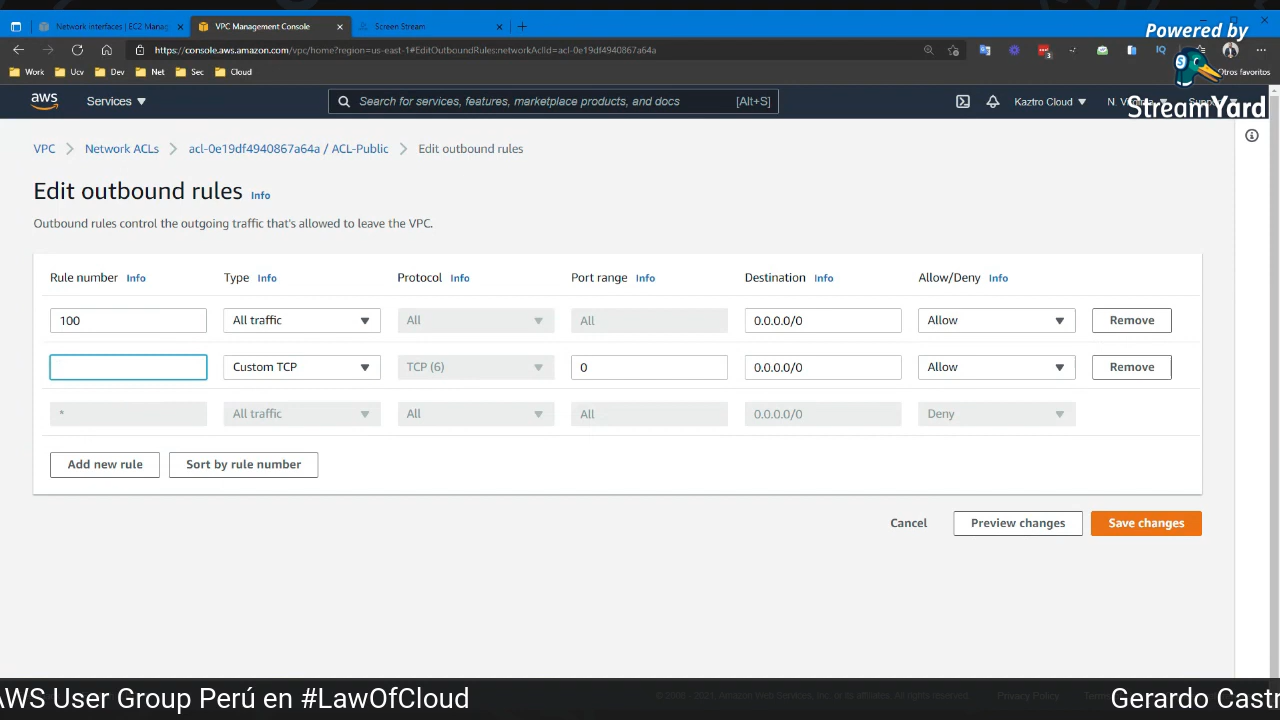 Network interfaces | EC2 Manag
VPC Management Console
Screen Stream
Powered by
https://console.aws.amazon.com/vpc/home?region=us-east-1#EditOutboundRules:networkAclId=acl-0e19df4940867a64a
Work
Ucv
Dev
Net
Sec
Cloud
Otros favoritos
aws
Services
Search for services, features, marketplace products, and docs
[Alt+S]
Kaztro Cloud
StreamYard
VPC
Network ACLs
acl-0e19df4940867a64a / ACL-Public
Edit outbound rules
Edit outbound rules Info
Outbound rules control the outgoing traffic that's allowed to leave the VPC.
Rule number Info Type Info Protocol Info Port range Info Destination Info Allow/Deny Info
100 All traffic All All 0.0.0.0/0 Allow Remove
Custom TCP TCP (6) 0 0.0.0.0/0 Allow Remove
* All traffic All All 0.0.0.0/0 Deny
Add new rule Sort by rule number
Cancel Preview changes Save changes
AWS User Group Perú en #LawOfCloud
Gerardo Castr